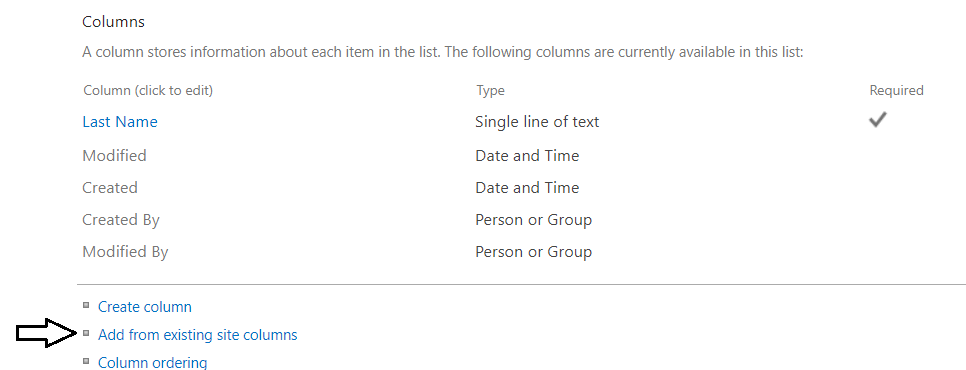 Columns
A column stores information about each item in the list. The following columns are currently available in this list:
Column (click to edit) Type Required
Last Name Single line of text
Modified Date and Time
Created Date and Time
Created By Person or Group
Modified By Person or Group
Create column
Add from existing site columns
Column ordering